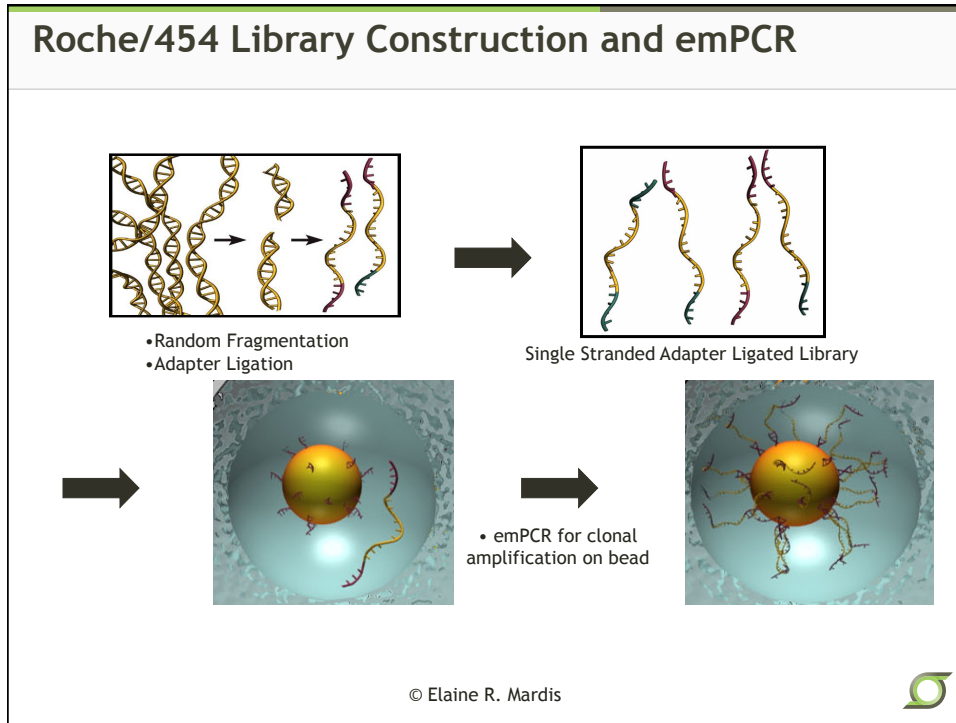 Roche/454 Library Construction and emPCR
•Random Fragmentation
•Adapter Ligation
Single Stranded Adapter Ligated Library
• emPCR for clonal
amplification on bead
© Elaine R. Mardis